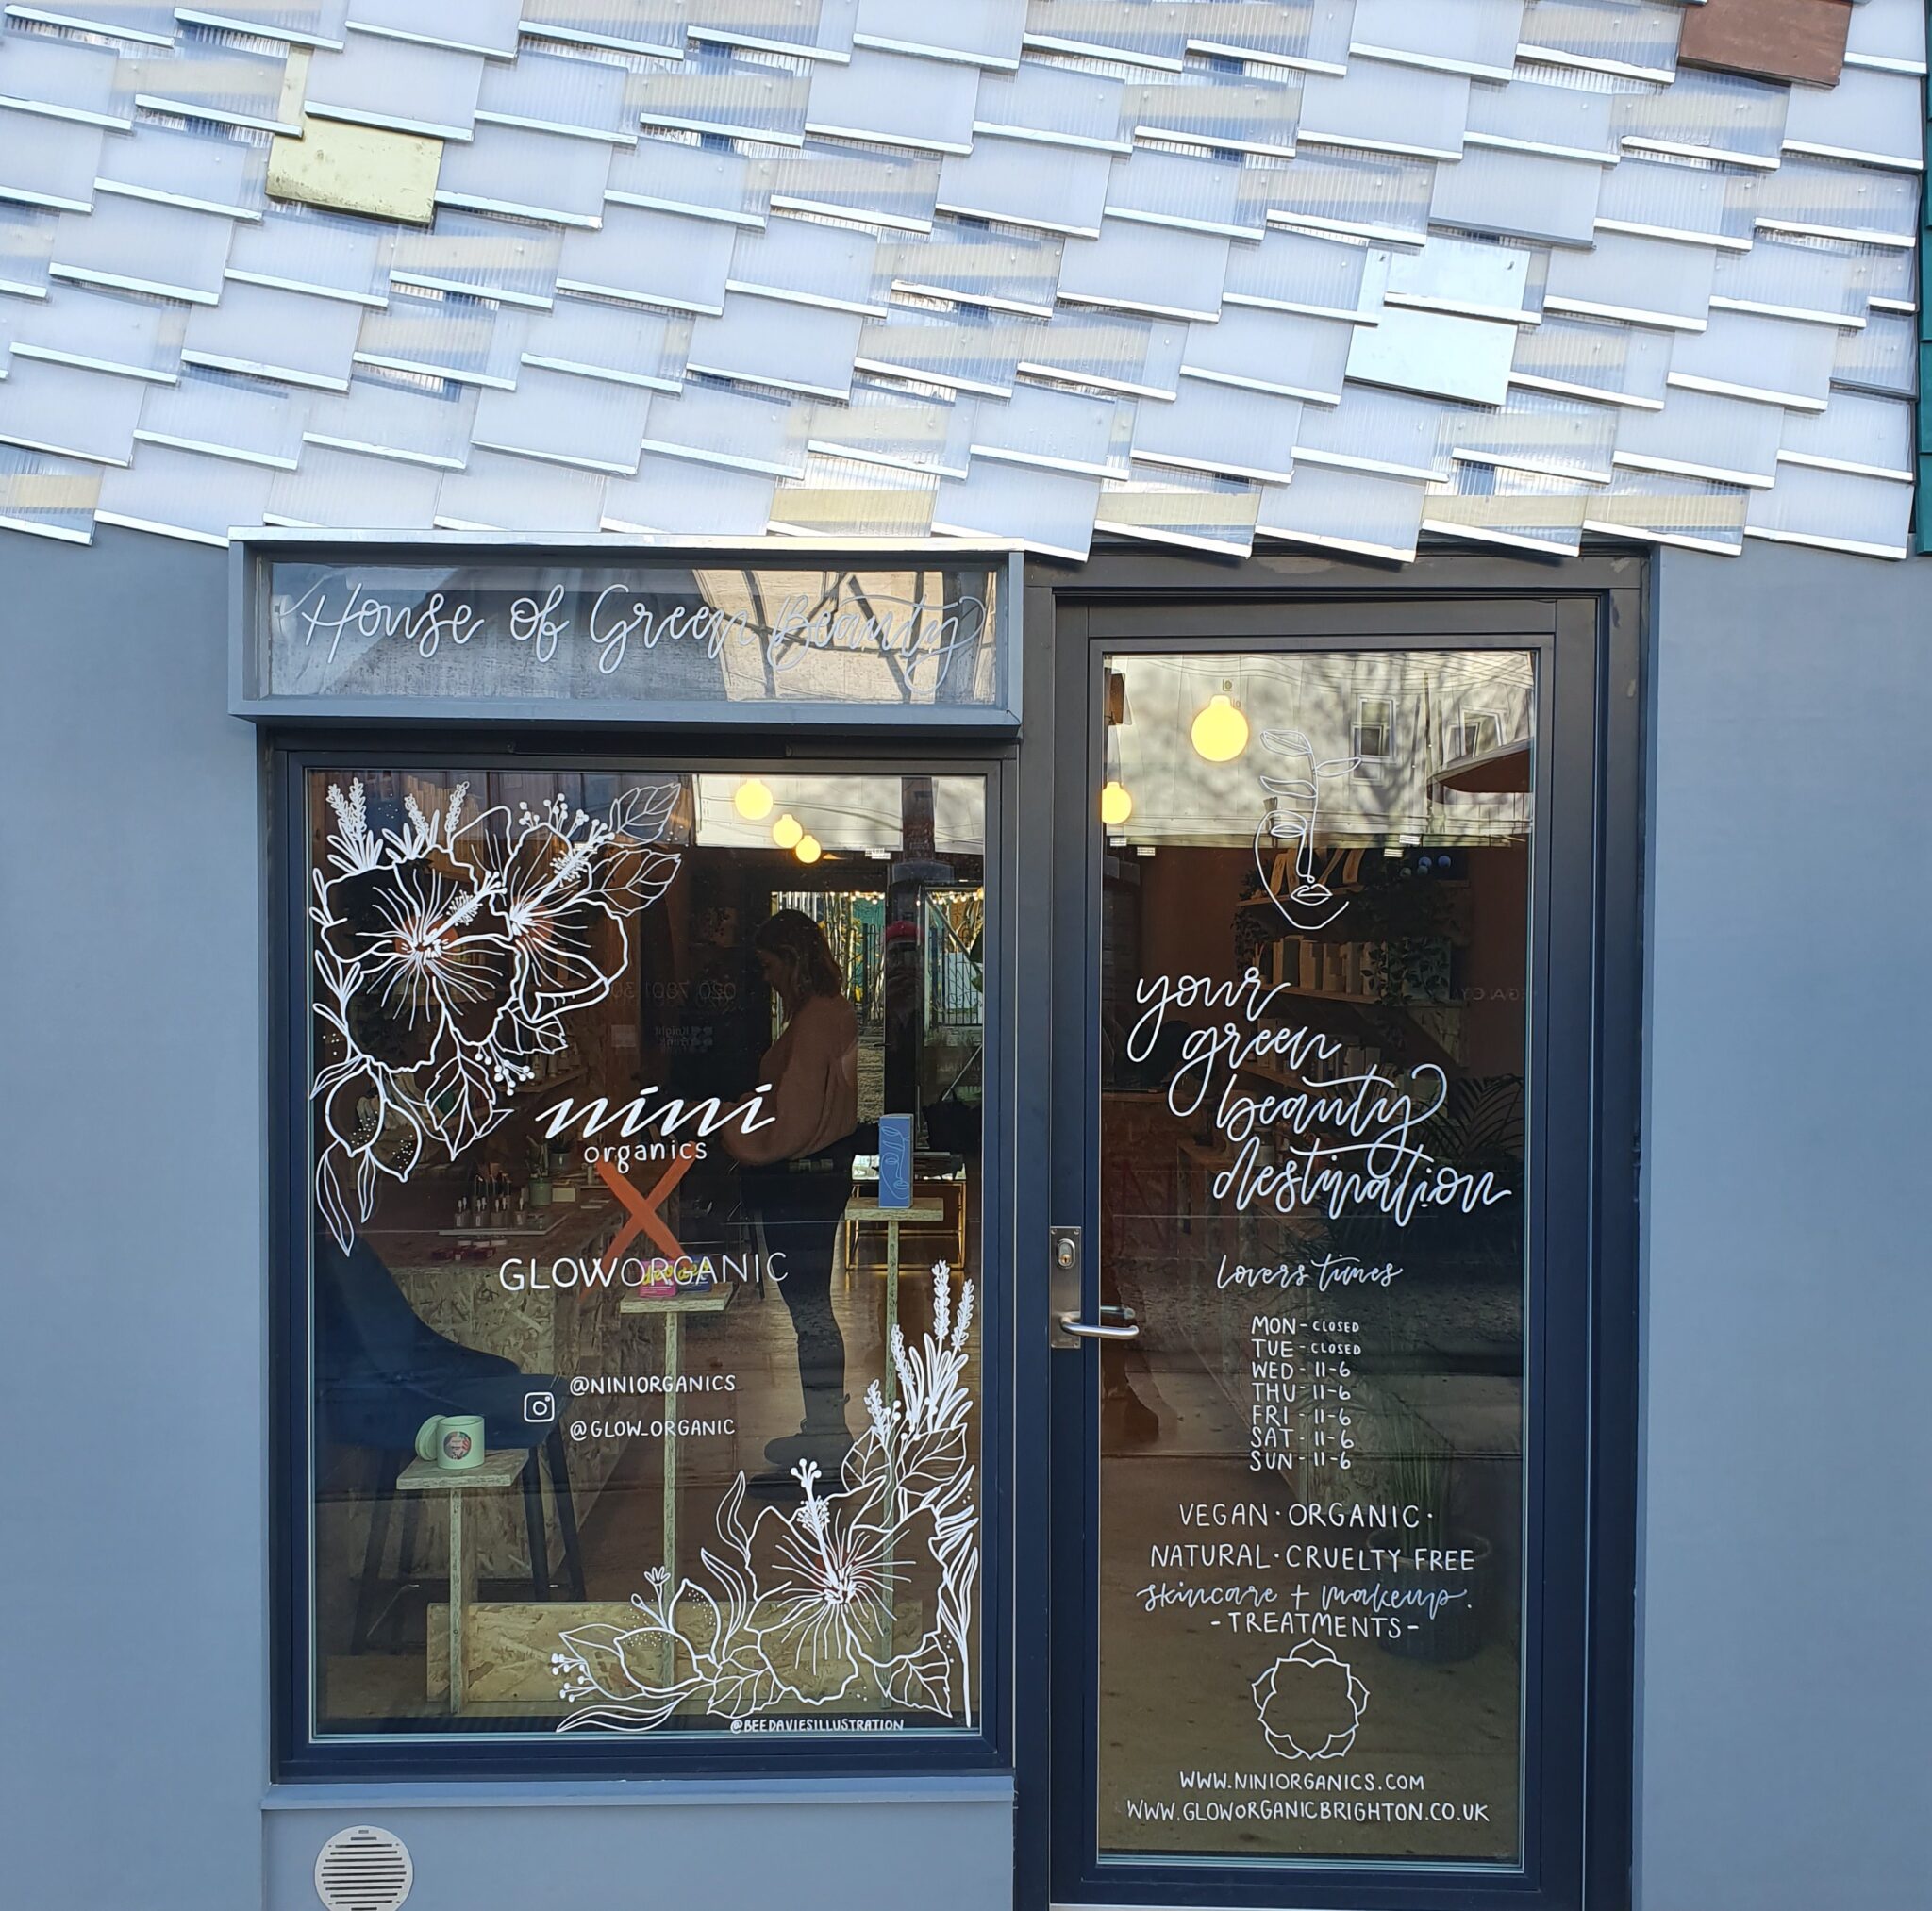 House of Green Beauty
nini
organics
X
GLOWORGANIC
@NINIORGANICS
@GLOW_ORGANIC
@BEEDAVIESILLUSTRATION
your
green
beauty
destination
lovers times
MON - CLOSED
TUE - CLOSED
WED - 11-6
THU - 11-6
FRI - 11-6
SAT - 11-6
SUN - 11-6
VEGAN · ORGANIC ·
NATURAL · CRUELTY FREE
skincare + makeup.
- TREATMENTS -
WWW.NINIORGANICS.COM
WWW.GLOWORGANICBRIGHTON.CO.UK